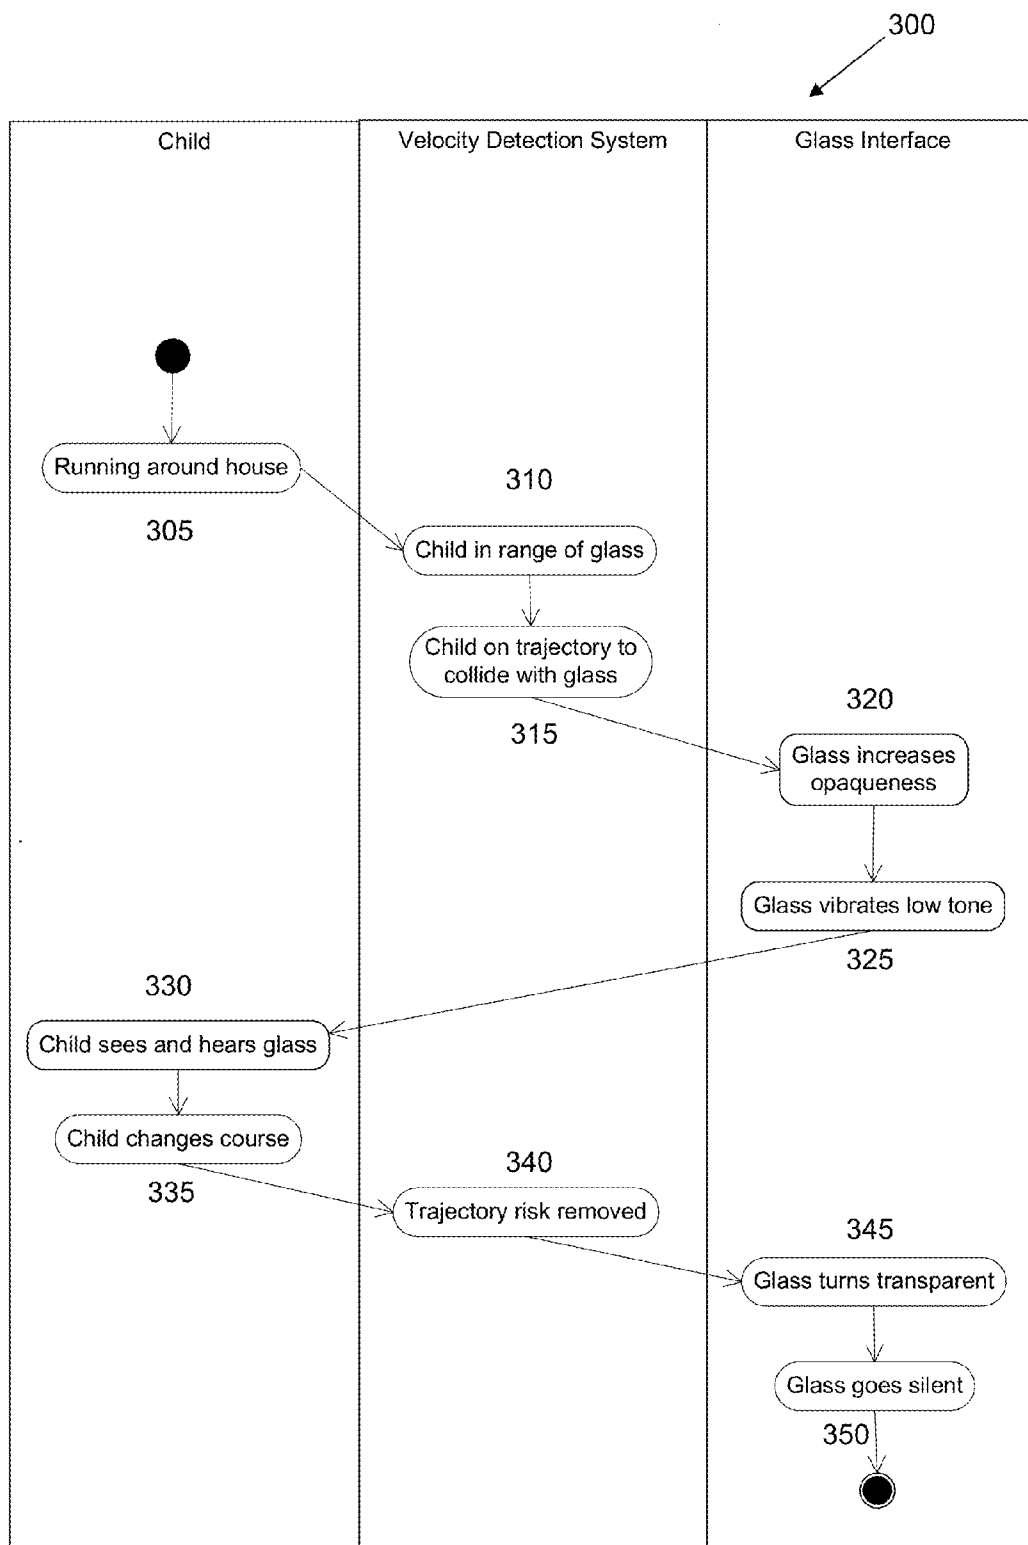 300
Child
Velocity Detection System
Glass Interface
Running around house
305
310
Child in range of glass
Child on trajectory to
collide with glass
315
320
Glass increases
opaqueness
Glass vibrates low tone
325
330
Child sees and hears glass
Child changes course
335
340
Trajectory risk removed
345
Glass turns transparent
Glass goes silent
350